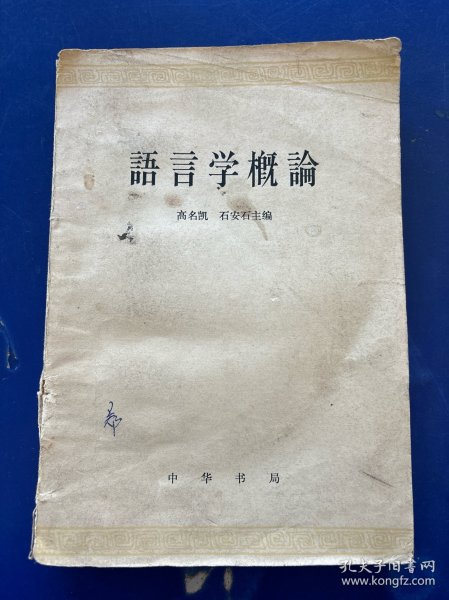 語言学概論
高名凯 石安石主编
中华书局
孔夫子旧书网
www.kongfz.com